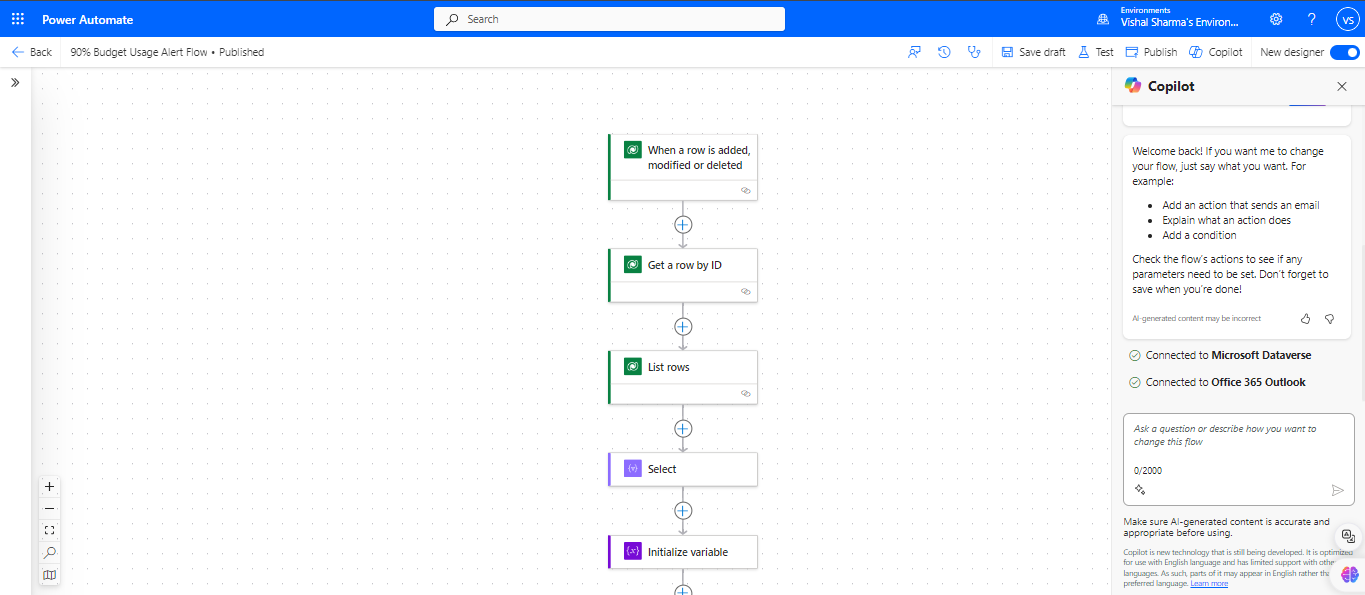 Power Automate
Search
Environments
Vishal Sharma's Environ...
VS
Back
90% Budget Usage Alert Flow • Published
Save draft
Test
Publish
Copilot
New designer
Copilot
When a row is added,
modified or deleted
Get a row by ID
List rows
Select
Initialize variable
Welcome back! If you want me to change
your flow, just say what you want. For
example:
• Add an action that sends an email
• Explain what an action does
• Add a condition
Check the flow's actions to see if any
parameters need to be set. Don't forget to
save when you're done!
AI-generated content may be incorrect
Connected to Microsoft Dataverse
Connected to Office 365 Outlook
Ask a question or describe how you want to
change this flow
0/2000
Make sure AI-generated content is accurate and
appropriate before using.
Copilot is new technology that is still being developed. It is optimized
for use with English language and has limited support with othe
languages. As such, parts of it may appear in English rather tha
preferred language. Learn more